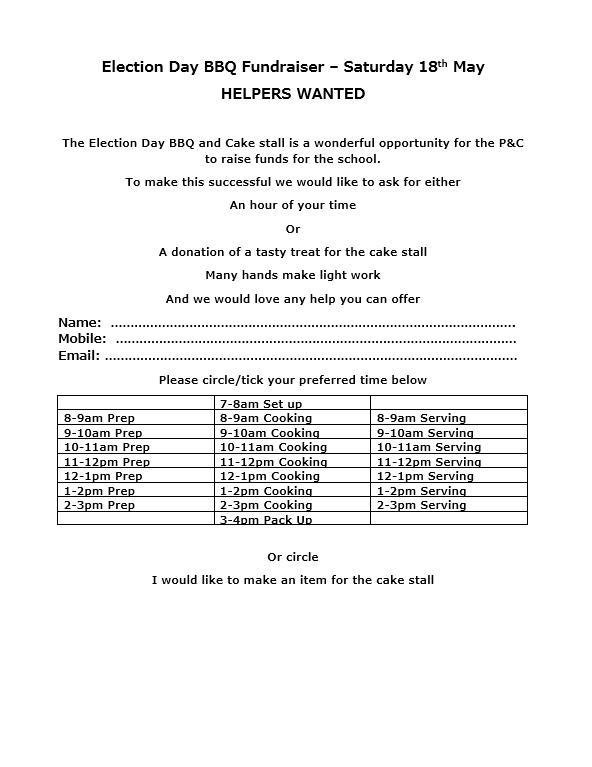 Election Day BBQ Fundraiser – Saturday 18th May
HELPERS WANTED
The Election Day BBQ and Cake stall is a wonderful opportunity for the P&C
to raise funds for the school.
To make this successful we would like to ask for either
An hour of your time
Or
A donation of a tasty treat for the cake stall
Many hands make light work
And we would love any help you can offer
Name: ........................................................................................................
Mobile: .......................................................................................................
Email: ..........................................................................................................
Please circle/tick your preferred time below
7-8am Set up
8-9am Prep 8-9am Cooking 8-9am Serving
9-10am Prep 9-10am Cooking 9-10am Serving
10-11am Prep 10-11am Cooking 10-11am Serving
11-12pm Prep 11-12pm Cooking 11-12pm Serving
12-1pm Prep 12-1pm Cooking 12-1pm Serving
1-2pm Prep 1-2pm Cooking 1-2pm Serving
2-3pm Prep 2-3pm Cooking 2-3pm Serving
3-4pm Pack Up
Or circle
I would like to make an item for the cake stall